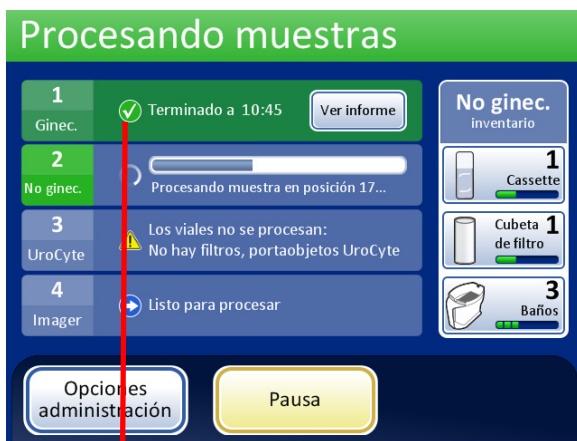 Procesando muestras
1
Ginec.
Terminado a 10:45
Ver informe
2
No ginec.
Procesando muestra en posición 17...
3
UroCyte
Los viales no se procesan:
No hay filtros, portaobjetos UroCyte
4
Imager
Listo para procesar
No ginec.
inventario
1
Cassette
Cubeta 1
de filtro
3
Baños
Opciones
administración
Pausa